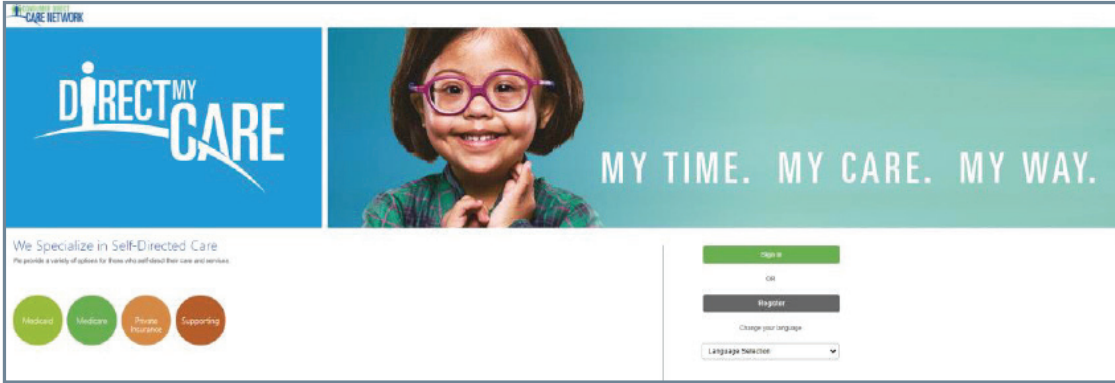 CONSUMER DIRECT
CARE NETWORK
DIRECT MY
CARE
MY TIME. MY CARE. MY WAY.
We Specialize in Self-Directed Care
We provide a variety of options for those who self-direct their care and services.
Medicaid
Medicare
Private
Insurance
Supporting
Sign In
OR
Register
Change your language
Language Selection